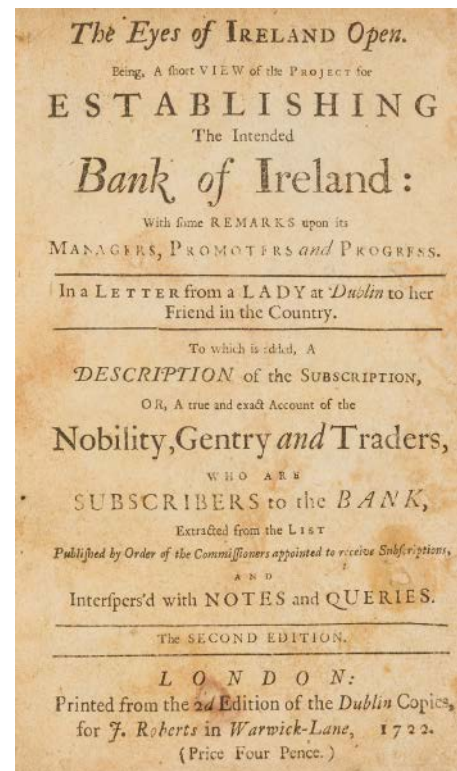 The Eyes of IRELAND Open.
Being, A ſhort VIEW of the PROJECT for
ESTABLISHING
The Intended
Bank of Ireland:
With ſome REMARKS upon its
MANAGERS, PROMOTERS and PROGRESS.
In a LETTER from a LADY at Dublin to her
Friend in the Country.
To which is added, A
DESCRIPTION of the SUBSCRIPTION,
OR, A true and exact Account of the
Nobility, Gentry and Traders,
WHO ARE
SUBSCRIBERS to the BANK,
Extracted from the LIST
Publiſhed by Order of the Commiſſioners appointed to receive Subſcriptions,
AND
Interſpers'd with NOTES and QUERIES.
The SECOND EDITION.
LONDON:
Printed from the 2d Edition of the Dublin Copies,
for J. Roberts in Warwick-Lane, 1722.
(Price Four Pence.)